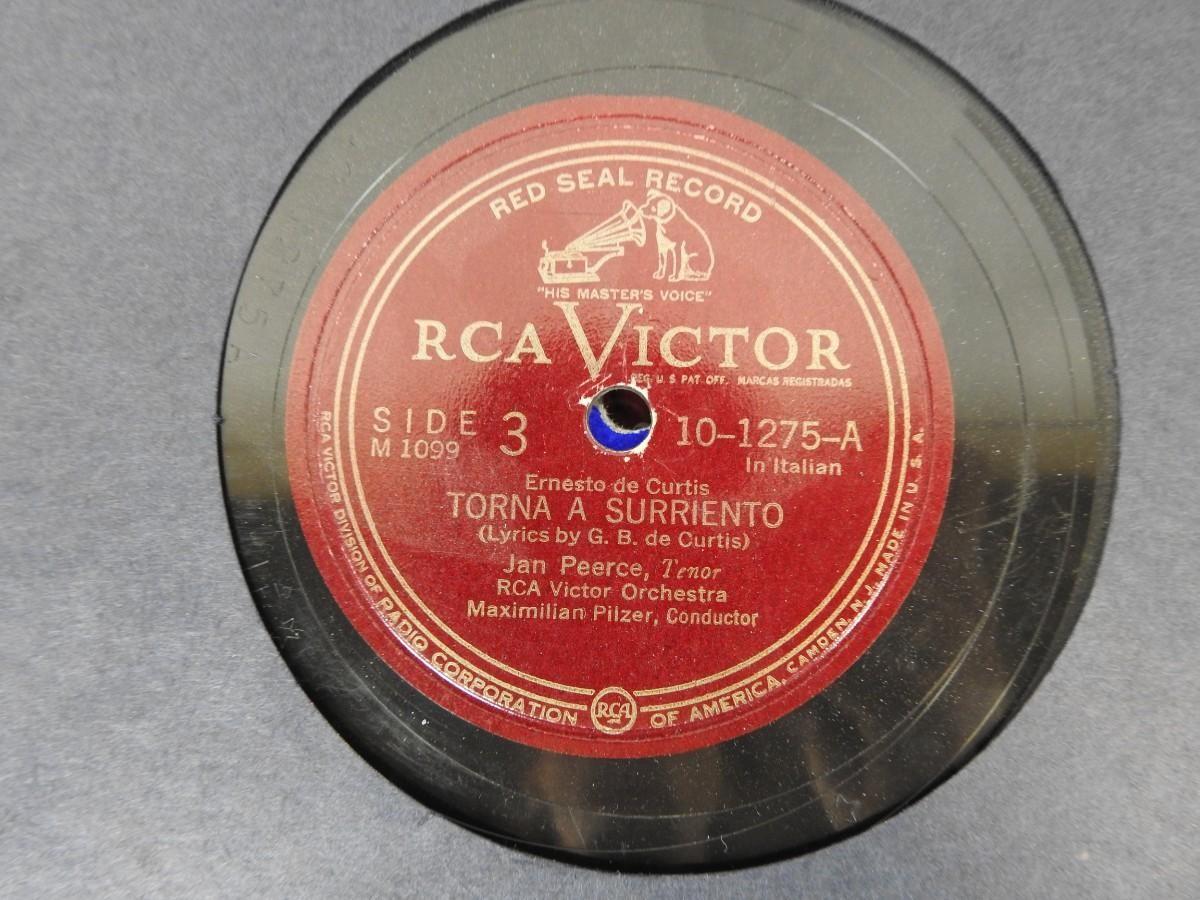 RED SEAL RECORD
"HIS MASTER'S VOICE"
RCA VICTOR
REG. U S PAT. OFF. MARCAS REGISTRADAS
SIDE 3
M 1099
10-1275-A
In Italian
Ernesto de Curtis
TORNA A SURRIENTO
(Lyrics by G. B. de Curtis)
Jan Peerce, Tenor
RCA Victor Orchestra
Maximilian Pilzer, Conductor
RCA VICTOR DIVISION OF RADIO CORPORATION OF AMERICA, CAMDEN, N. J., MADE IN U. S. A.
RCA